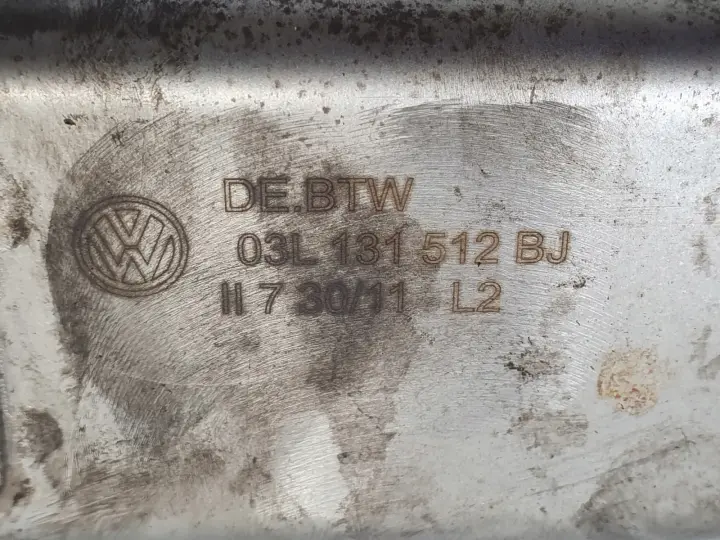 DE.BTW
03L 131 512 BJ
II 7 30/11 L2